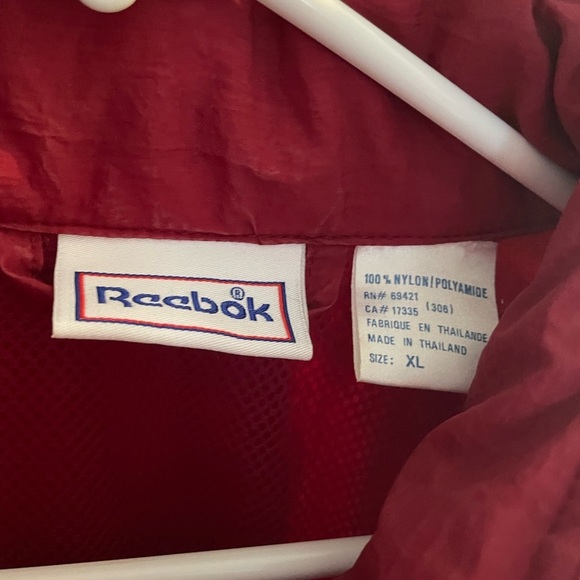 Reebok®
100% NYLON/POLYAMIDE
RN# 69421
CA# 17335 (306)
FABRIQUE EN THAILANDE
MADE IN THAILAND
SIZE: XL